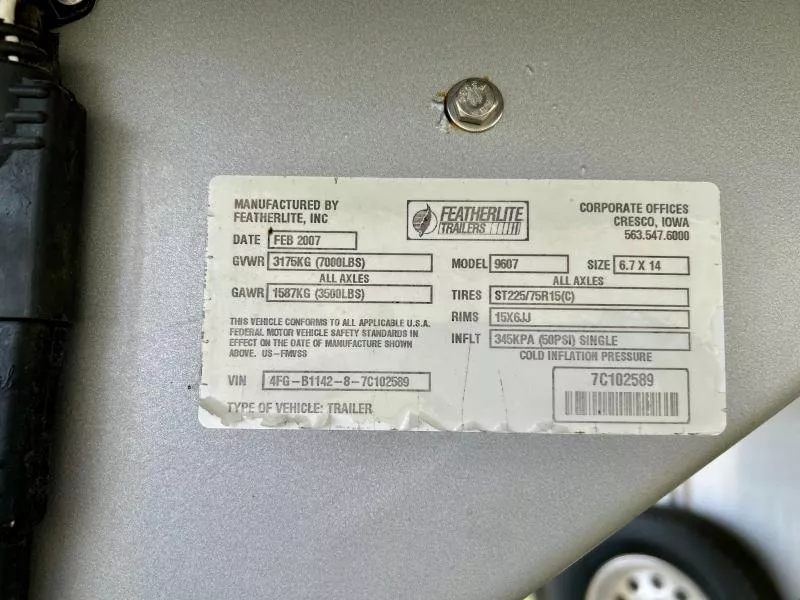 MANUFACTURED BY
FEATHERLITE, INC
FEATHERLITE
TRAILERS
CORPORATE OFFICES
CRESCO, IOWA
563.547.6000
DATE FEB 2007
GVWR 3175KG (7000LBS)
ALL AXLES
GAWR 1587KG (3500LBS)
MODEL 9607 SIZE 6.7 X 14
ALL AXLES
TIRES ST225/75R15(C)
RIMS 15X6JJ
INFLT 345KPA (50PSI) SINGLE
COLD INFLATION PRESSURE
THIS VEHICLE CONFORMS TO ALL APPLICABLE U.S.A.
FEDERAL MOTOR VEHICLE SAFETY STANDARDS IN
EFFECT ON THE DATE OF MANUFACTURE SHOWN
ABOVE. US-FMVSS
VIN 4FG-B1142-8-7C102589
TYPE OF VEHICLE: TRAILER
7C102589